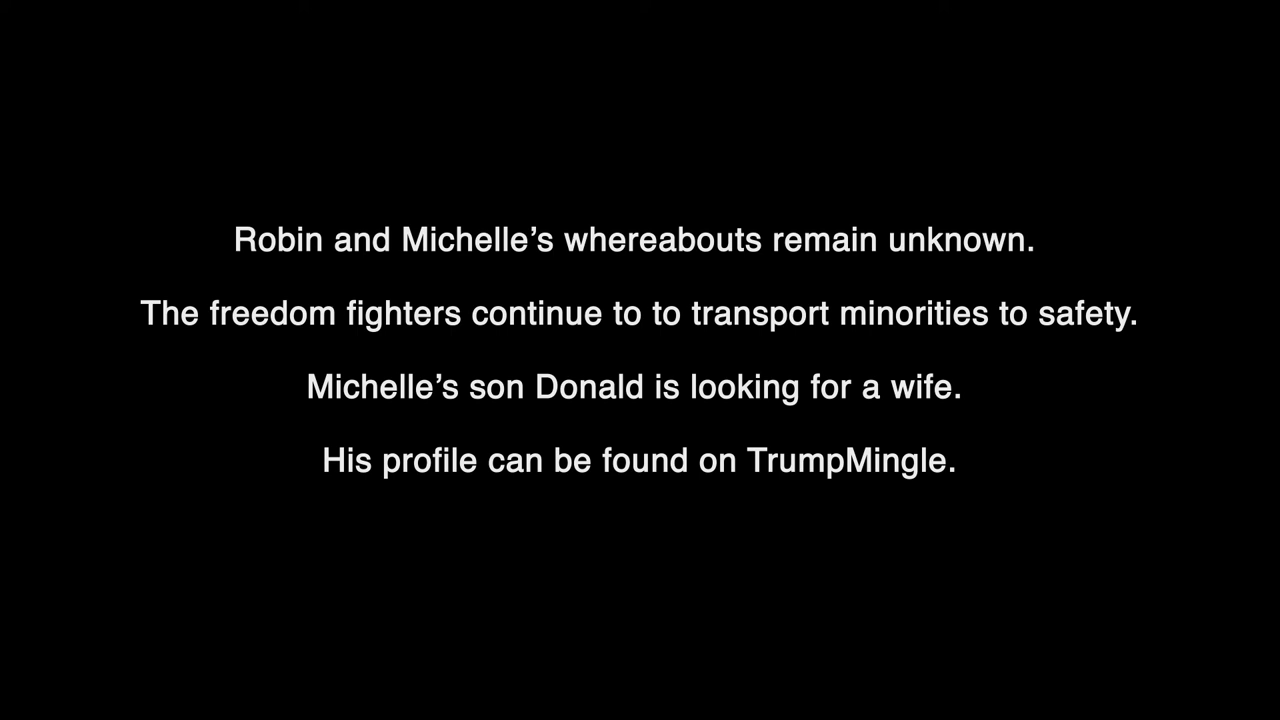 Robin and Michelle’s whereabouts remain unknown.
The freedom fighters continue to to transport minorities to safety.
Michelle’s son Donald is looking for a wife.
His profile can be found on TrumpMingle.